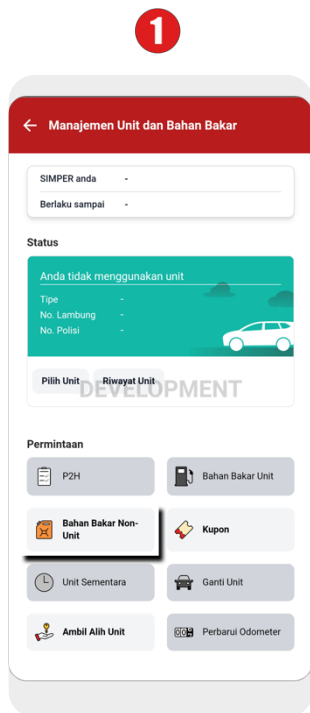 1
Manajemen Unit dan Bahan Bakar
SIMPER anda -
Berlaku sampai -
Status
Anda tidak menggunakan unit
Tipe -
No. Lambung -
No. Polisi -
Pilih Unit Riwayat Unit
DEVELOPMENT
Permintaan
P2H
Bahan Bakar Unit
Bahan Bakar Non-
Unit
Kupon
Unit Sementara
Ganti Unit
Ambil Alih Unit
Perbarui Odometer